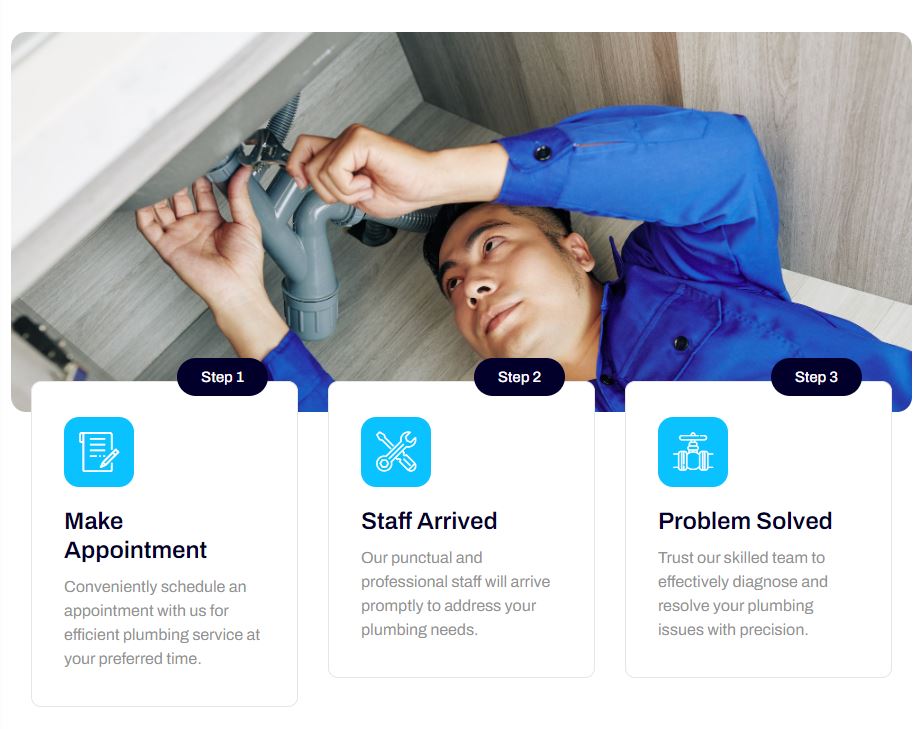 Step 1
Make
Appointment
Conveniently schedule an
appointment with us for
efficient plumbing service at
your preferred time.
Step 2
Staff Arrived
Our punctual and
professional staff will arrive
promptly to address your
plumbing needs.
Step 3
Problem Solved
Trust our skilled team to
effectively diagnose and
resolve your plumbing
issues with precision.